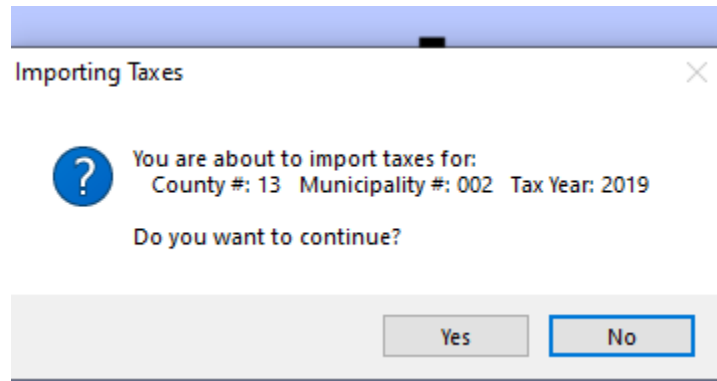 Importing Taxes
?
You are about to import taxes for:
County #: 13 Municipality #: 002 Tax Year: 2019
Do you want to continue?
Yes No